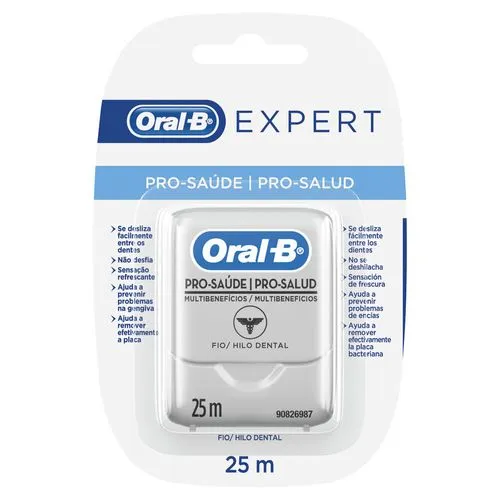 Oral-B EXPERT
PRO-SAÚDE | PRO-SALUD
Se desliza
facilmente
entre os
dentes
Não desfia
Sensação
refrescante
Ajuda a
prevenir
problemas
na gengiva
Ajuda a
remover
efetivamente
a placa
Oral-B
PRO-SAÚDE | PRO-SALUD
MULTIBENEFÍCIOS / MULTIBENEFICIOS
FIO/ HILO DENTAL
25 m
90826987
Se desliza
fácilmente
entre los
dientes
No se
deshilacha
Sensación
de frescura
Ayuda a
prevenir
problemas
de encías
Ayuda a
remover
efectivamente
la placa
bacteriana
FIO/ HILO DENTAL
25 m